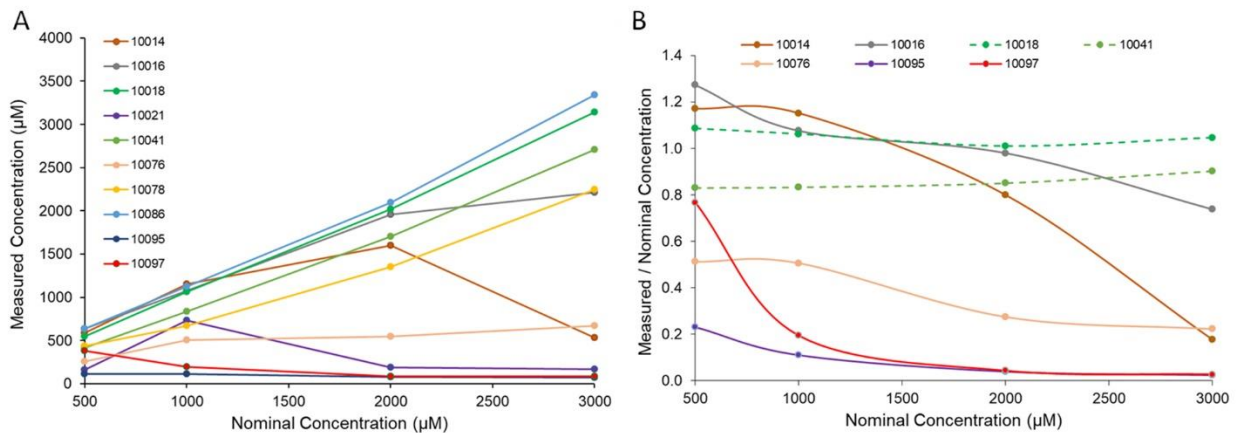 A
Measured Concentration (µM)
4000
3500
3000
2500
2000
1500
1000
500
0
10014
10016
10018
10021
10041
10076
10078
10086
10095
10097
500 1000 1500 2000 2500 3000
Nominal Concentration (µM)
B
10014 10016 10018 10041
10076 10095 10097
Measured / Nominal Concentration
1.4
1.2
1.0
0.8
0.6
0.4
0.2
0.0
500 1000 1500 2000 2500 3000
Nominal Concentration (µM)